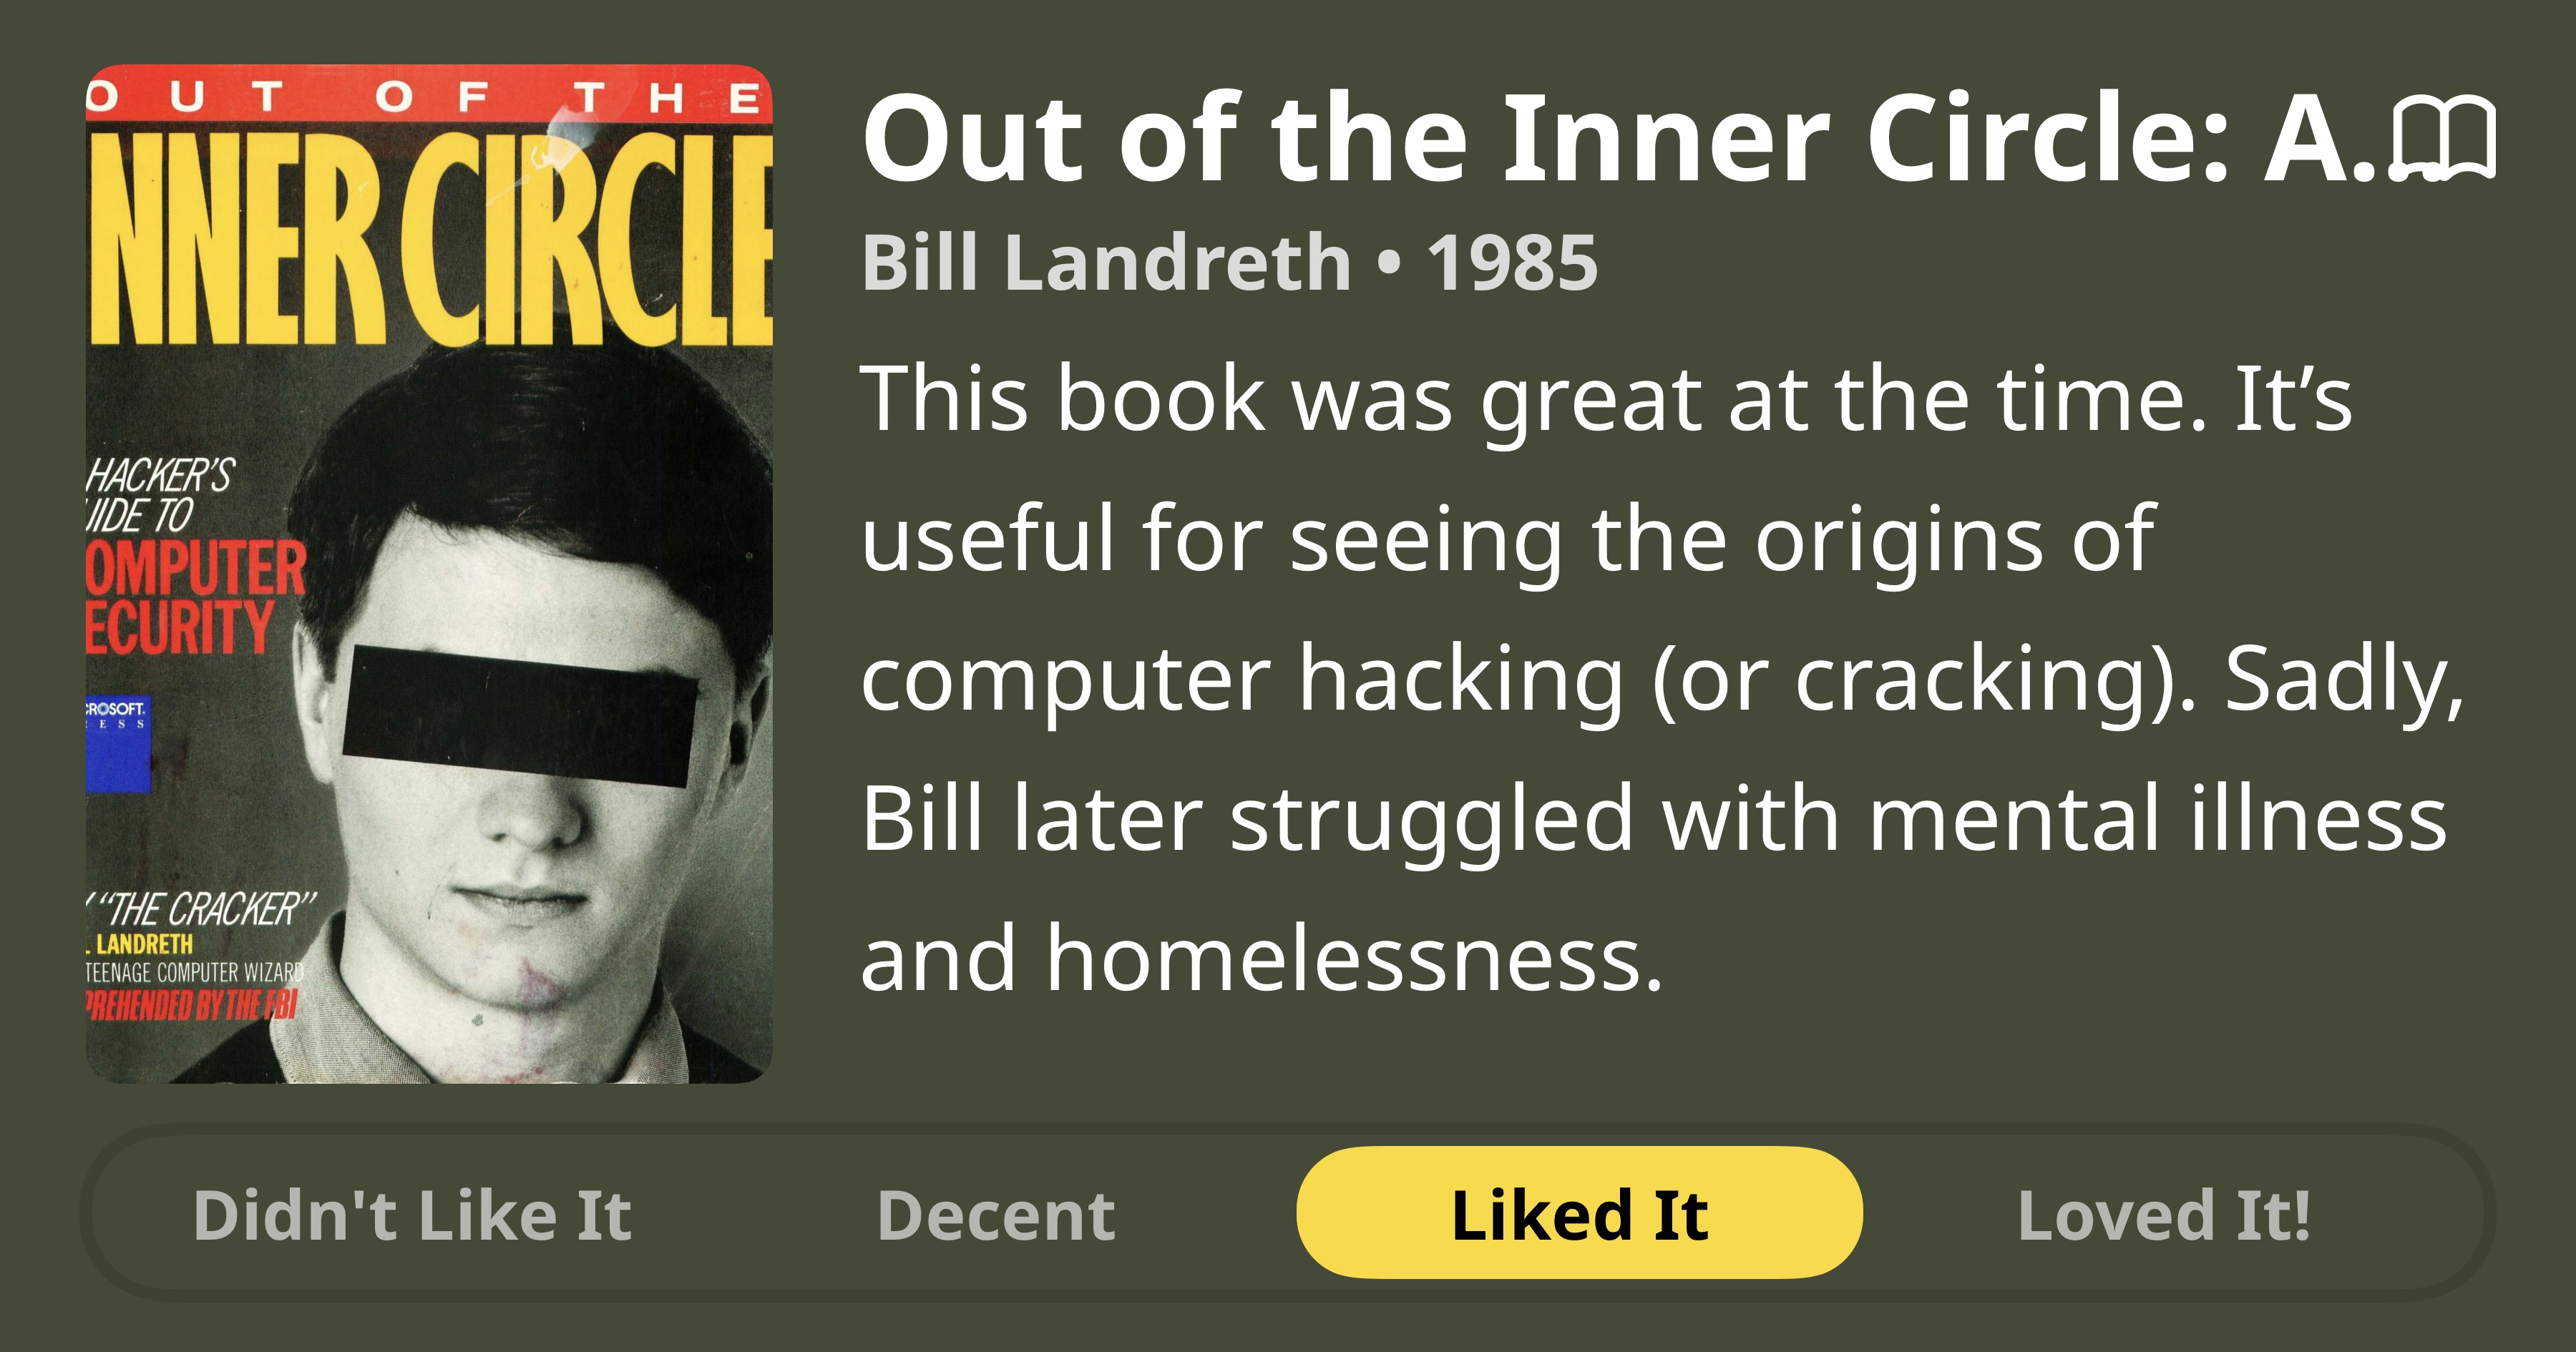 OUT OF THE
NNER CIRCLE
HACKER'S
UIDE TO
OMPUTER
ECURITY
CROSOFT.
RESS
Y “THE CRACKER”
L LANDRETH
TEENAGE COMPUTER WIZARD
PREHENDED BY THE FBI
Out of the Inner Circle: A...
Bill Landreth • 1985
This book was great at the time. It’s
useful for seeing the origins of
computer hacking (or cracking). Sadly,
Bill later struggled with mental illness
and homelessness.
Didn't Like It
Decent
Liked It
Loved It!